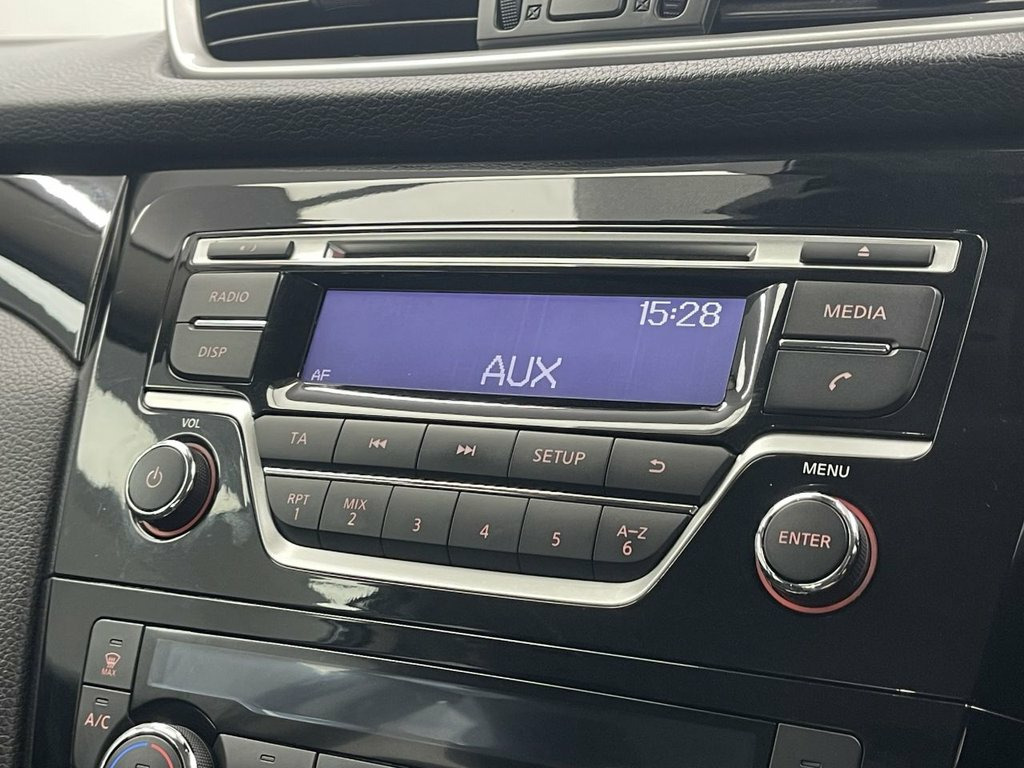 RADIO
DISP
15:28
AUX
AF
MEDIA
VOL
TA
SETUP
RPT
1
MIX
2
3
4
5
A-Z
6
MENU
ENTER
MAX
A/C